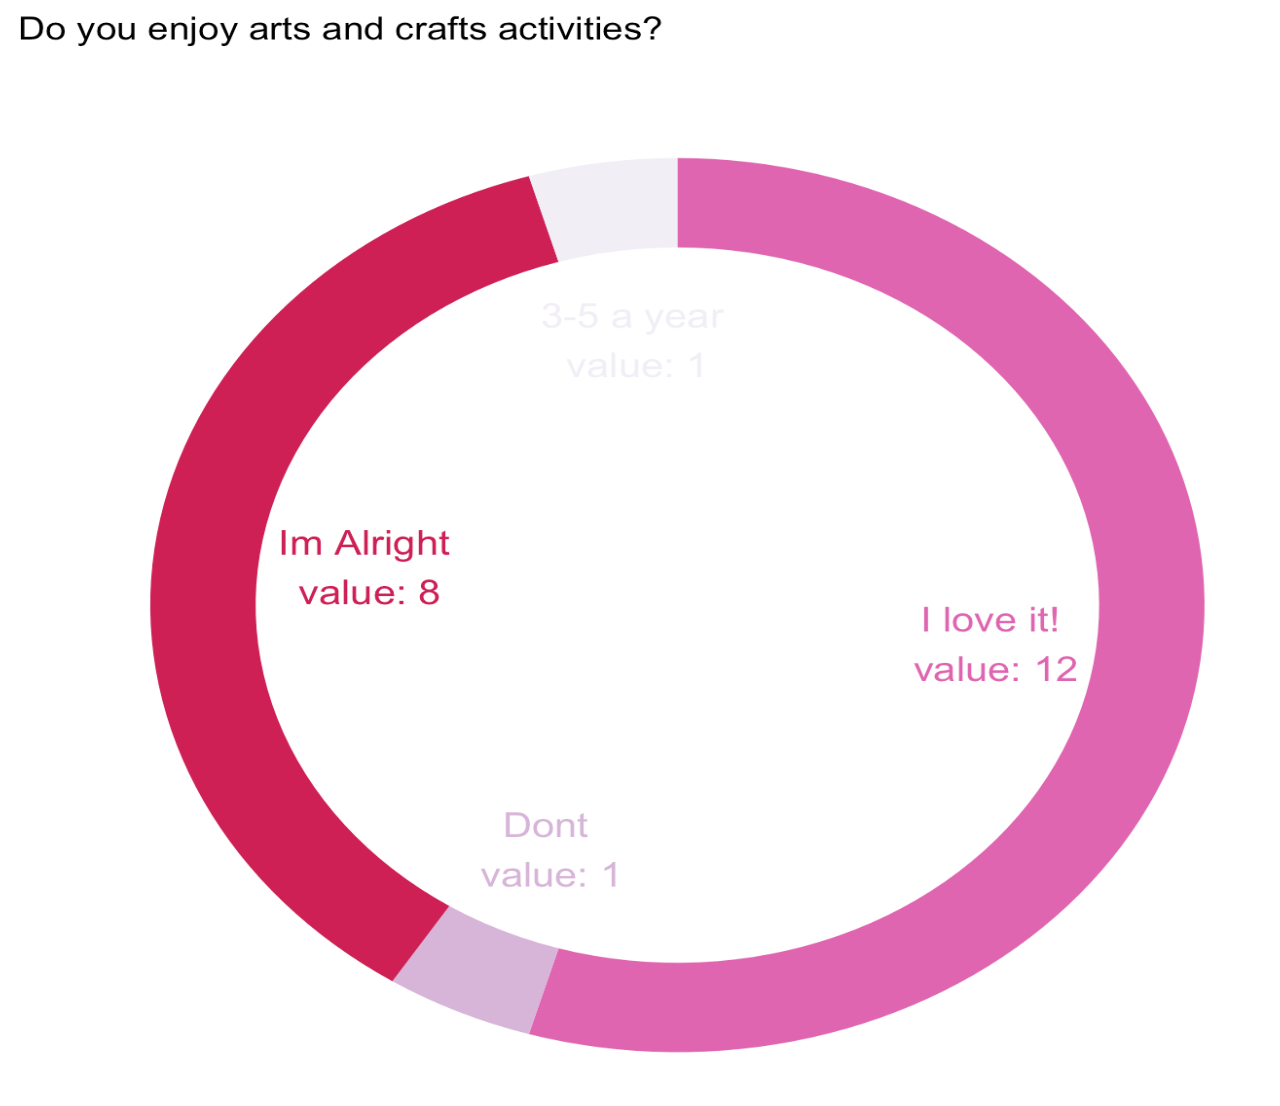 Do you enjoy arts and crafts activities?
3-5 a year
value: 1
Im Alright
value: 8
I love it!
value: 12
Dont
value: 1